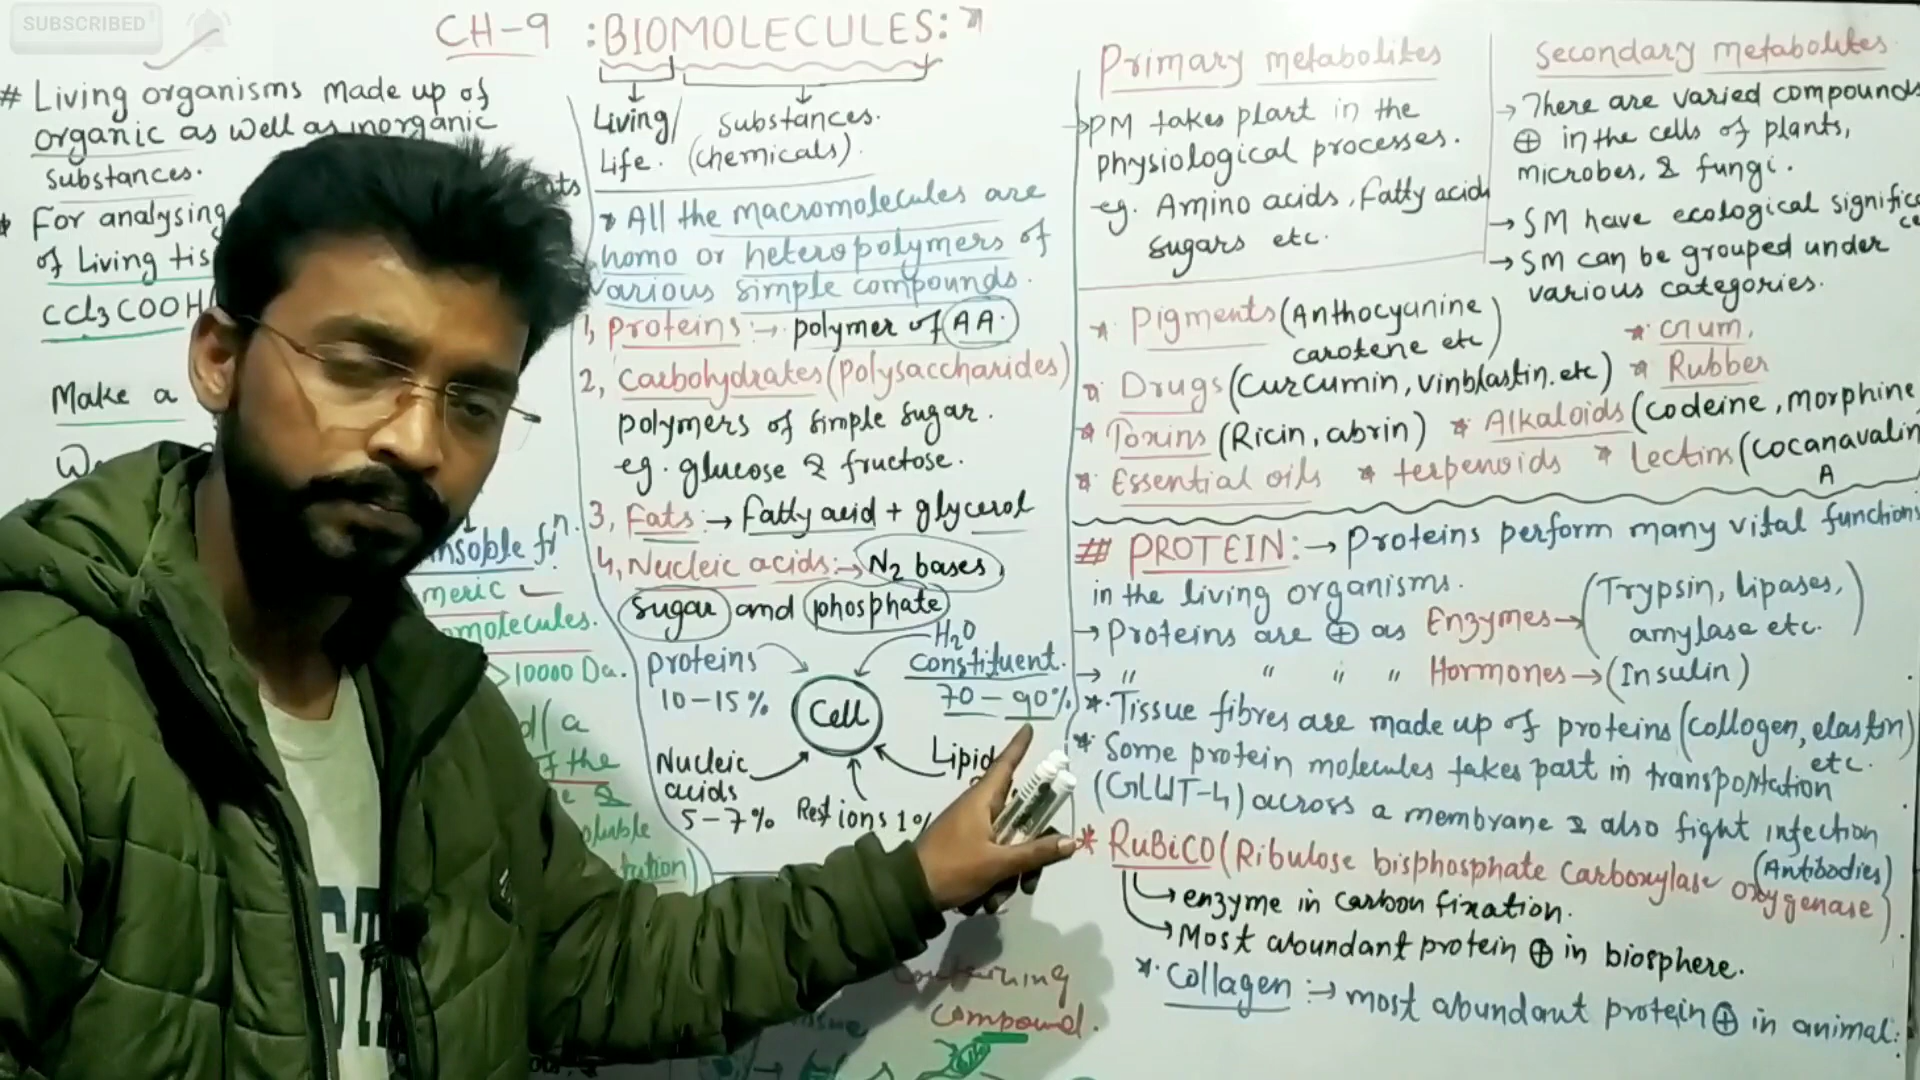 SUBSCRIBED
CH-9 :BIOMOLECULES:
# Living organisms made up of
organic as well as inorganic
substances.
* For analysing
of Living tis
CCl3COOH
Make a
insoble fn.
meric
omolecules.
>10000 Da.
d (a
f the
e &
oluble
Living/
Life.
Substances.
(chemicals).
* All the macromolecules are
homo or heteropolymers of
various simple compounds.
1, Proteins :→ polymer of AA.
2, Carbohydrates (Polysaccharides)
polymers of simple sugar.
eg. glucose & fructose.
3, Fats :→ fatty acid + glycerol
4, Nucleic acids :→ N2 bases,
sugar and phosphate
proteins
10-15%
H2O
constituent.
70-90%
Cell
Nucleic
acids
5-7%
Rest ions 1%
Lipid
containing
compound.
Primary metabolites
→ PM takes plart in the
physiological processes.
eg. Amino acids, Fatty acids
sugars etc.
Secondary metabolites
→ There are varied compounds
⊕ in the cells of plants,
microbes, & fungi.
→ SM have ecological significa
ce
→ SM can be grouped under
various categories.
* Pigments (Anthocyanine
carotene etc)
* Drugs (Curcumin, vinblastin. etc)
* Rubber
* Toxins (Ricin, abrin) * Alkaloids (codeine, morphine
* Essential oils * terpenoids * Lectins (Cocanavalin
A
# PROTEIN: → Proteins perform many vital functions
in the living organisms.
→ Proteins are ⊕ as Enzymes → (Trypsin, lipases,
amylase etc.)
→ " " " " Hormones → (Insulin)
* Tissue fibres are made up of proteins (collogen, elastin)
etc.
* Some protein molecules takes part in transportation
(GLUT-4) across a membrane & also fight infection
(Antibodies)
* RuBiCO (Ribulose bisphosphate Carboxylase oxygenase)
→ enzyme in carbon fixation.
→ Most abundant protein ⊕ in biosphere.
* Collagen :→ most abundant protein ⊕ in animal.